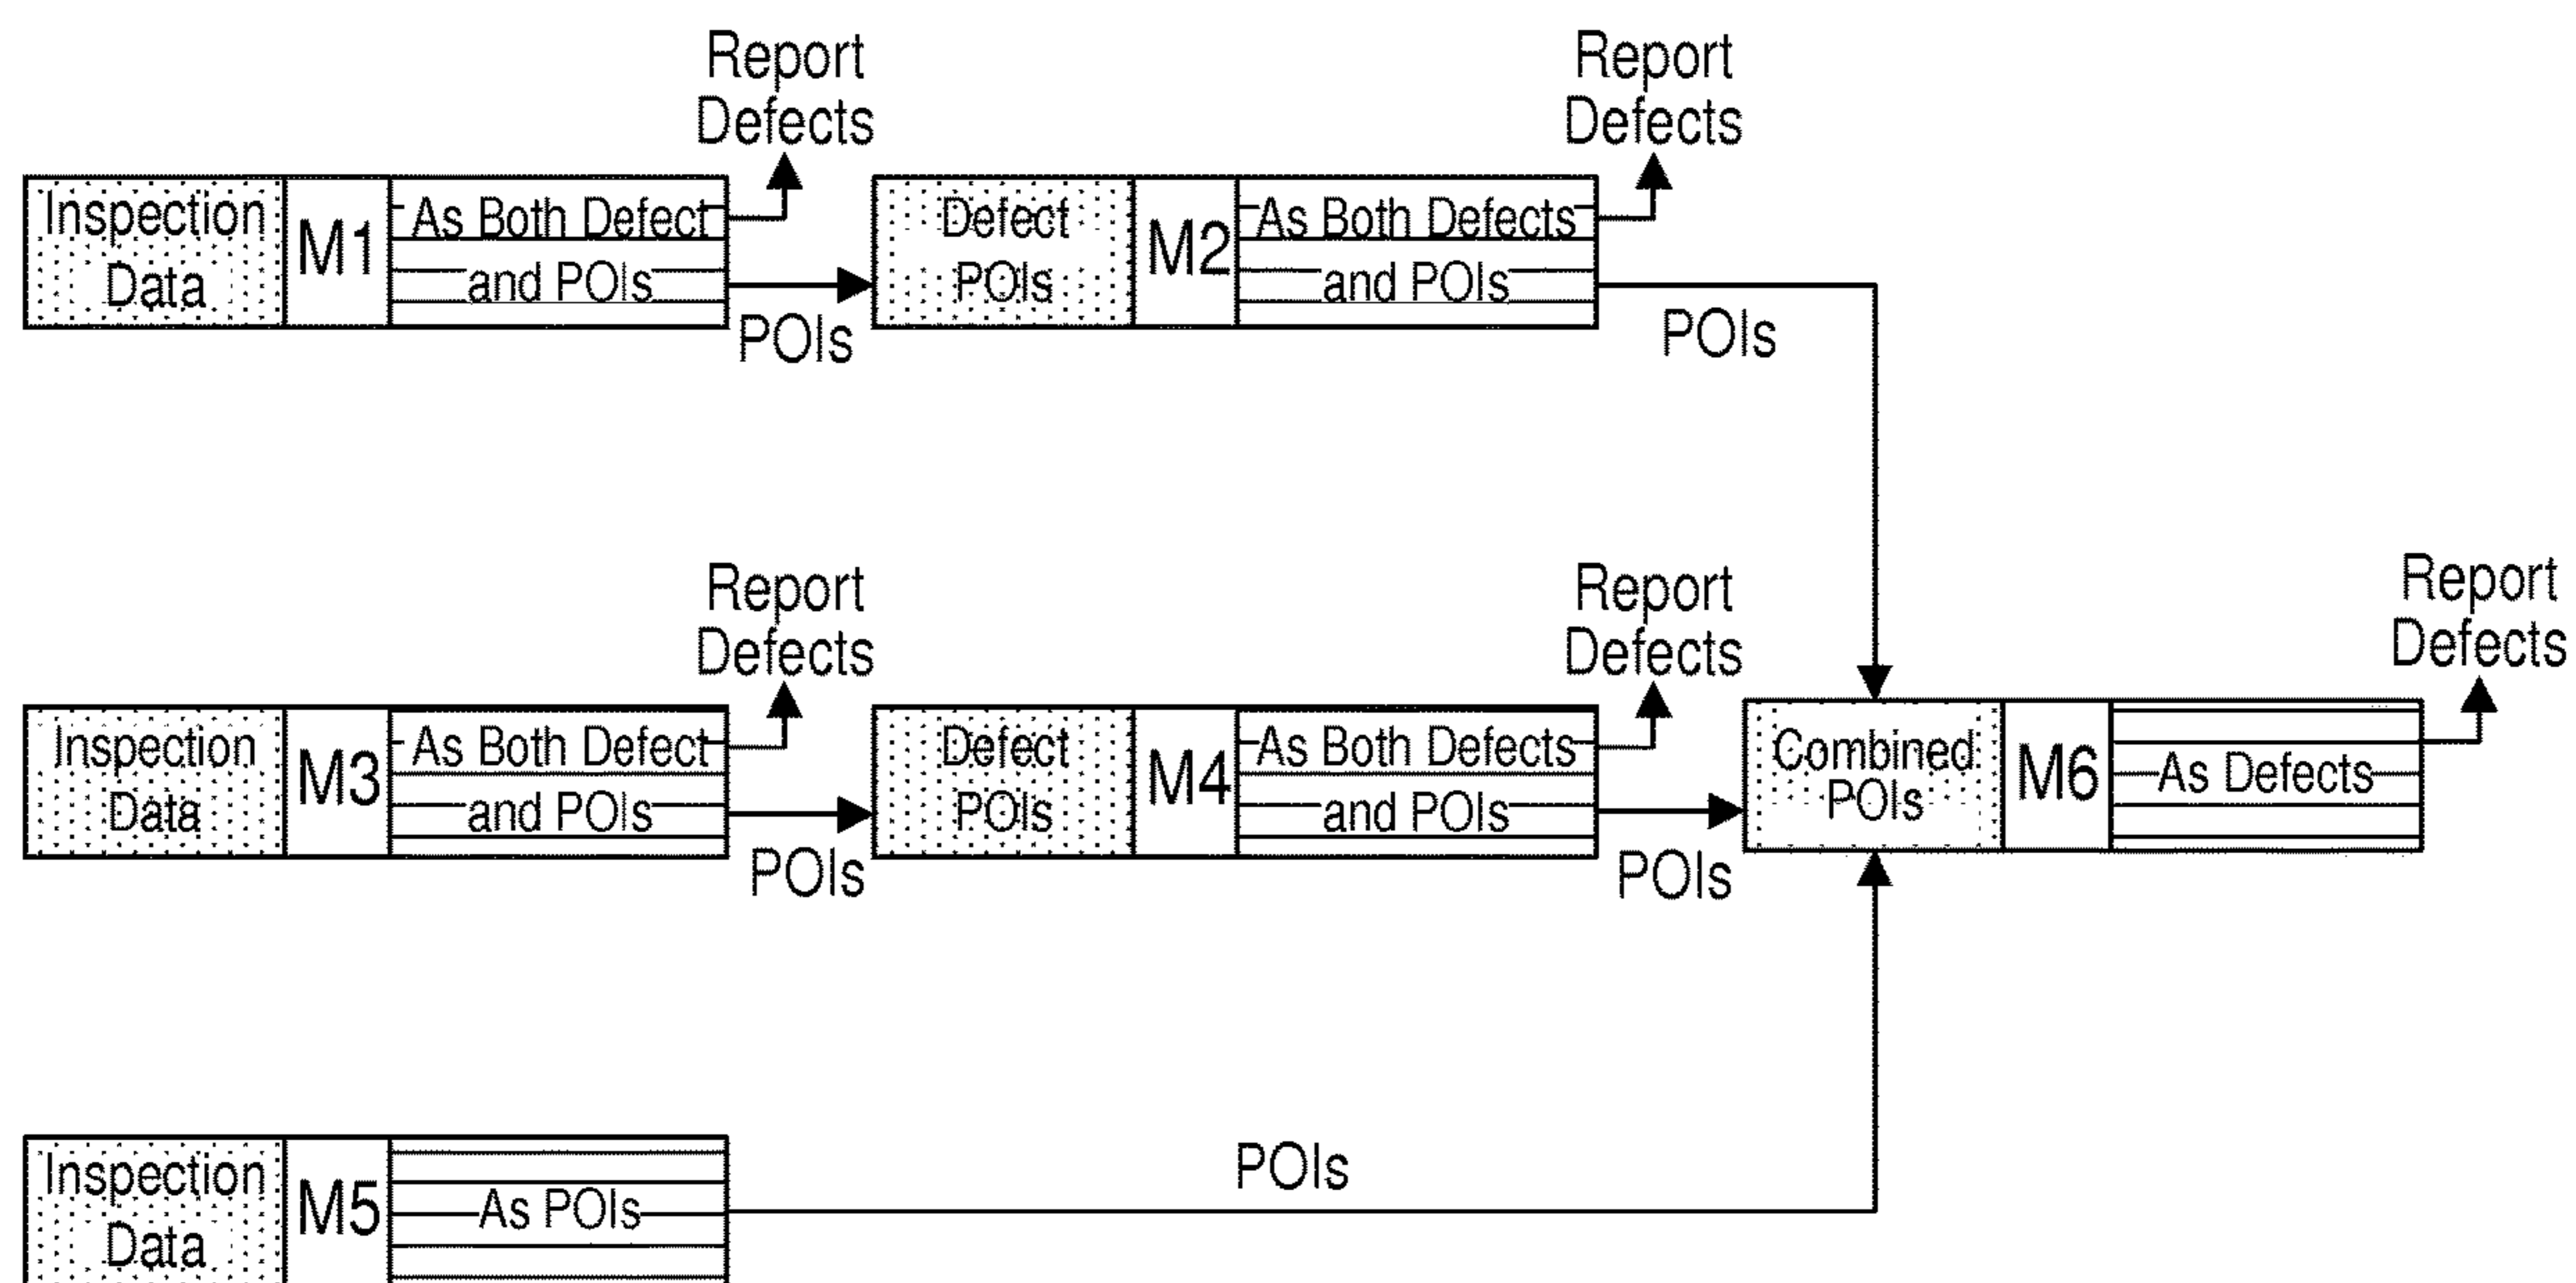 Report
Defects
Report
Defects
Inspection
Data
M1
As Both Defect
and POIs
POIs
Defect
POIs
M2
As Both Defects
and POIs
POIs
Report
Defects
Report
Defects
Report
Defects
Inspection
Data
M3
As Both Defect
and POIs
POIs
Defect
POIs
M4
As Both Defects
and POIs
POIs
Combined
POIs
M6
As Defects
Inspection
Data
M5
As POIs
POIs